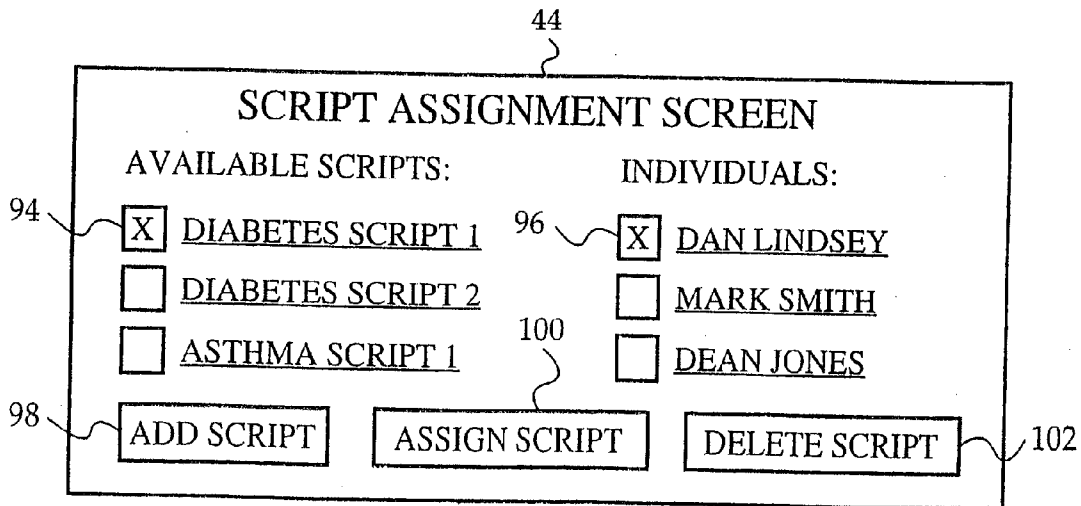 44
SCRIPT ASSIGNMENT SCREEN
AVAILABLE SCRIPTS: INDIVIDUALS:
94 X DIABETES SCRIPT 1 96 X DAN LINDSEY
DIABETES SCRIPT 2 MARK SMITH
100
ASTHMA SCRIPT 1 DEAN JONES
98 ADD SCRIPT ASSIGN SCRIPT DELETE SCRIPT 102